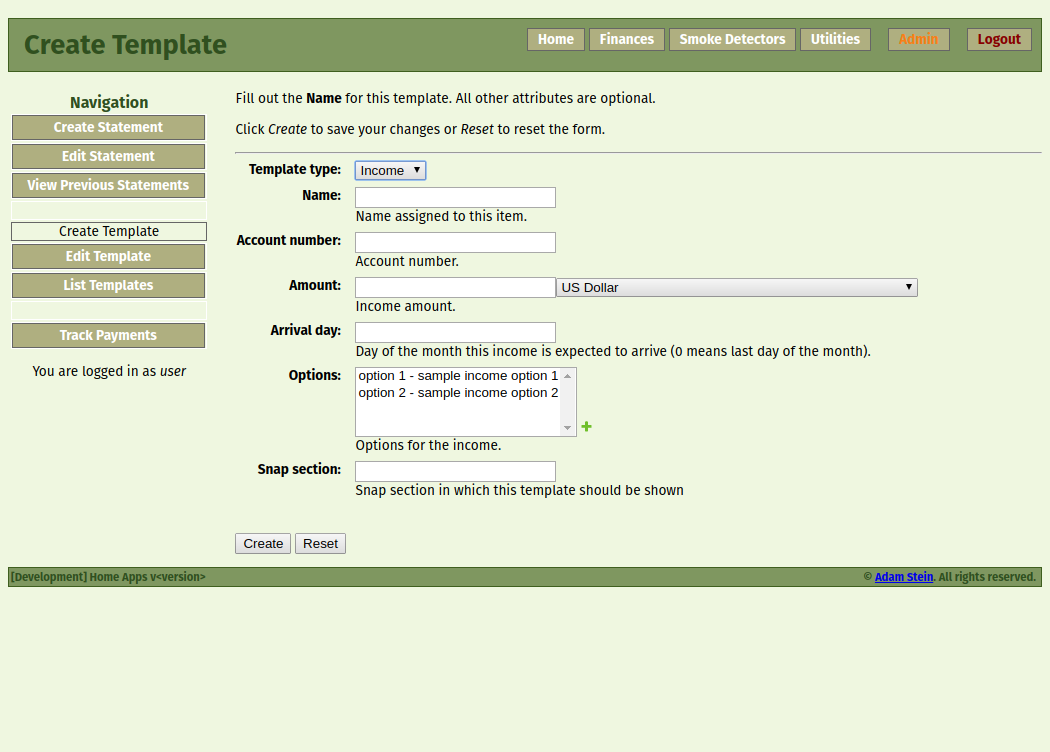 Create Template
Home Finances Smoke Detectors Utilities Admin Logout
Navigation
Create Statement
Edit Statement
View Previous Statements
Create Template
Edit Template
List Templates
Track Payments
You are logged in as user
Fill out the Name for this template. All other attributes are optional.
Click Create to save your changes or Reset to reset the form.
Template type: Income
Name:
Name assigned to this item.
Account number:
Account number.
Amount: US Dollar
Income amount.
Arrival day:
Day of the month this income is expected to arrive (0 means last day of the month).
Options: option 1 - sample income option 1
option 2 - sample income option 2
Options for the income.
Snap section:
Snap section in which this template should be shown
Create Reset
[Development] Home Apps v<version> © Adam Stein. All rights reserved.